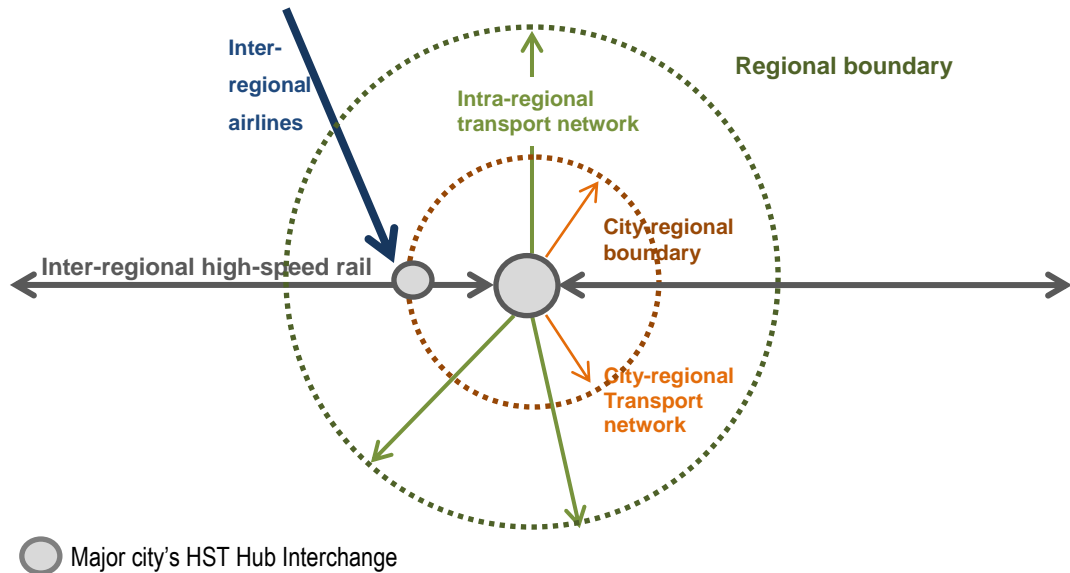 Inter-
regional
airlines
Regional boundary
Intra-regional
transport network
City-regional
boundary
Inter-regional high-speed rail
City-regional
Transport
network
Major city's HST Hub Interchange